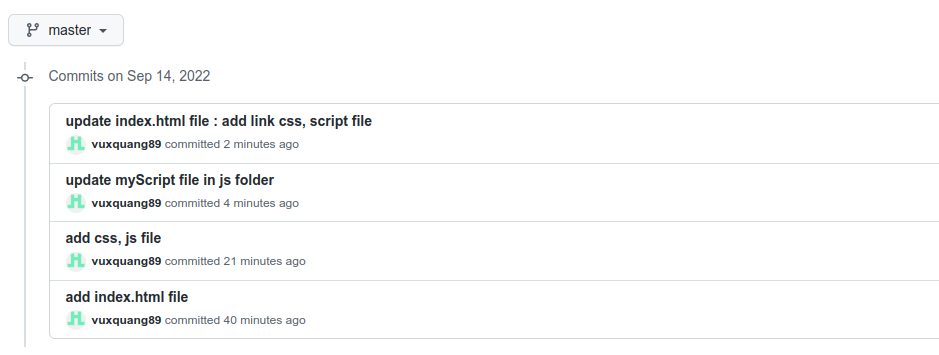 master
Commits on Sep 14, 2022
update index.html file : add link css, script file
vuxquang89 committed 2 minutes ago
update myScript file in js folder
vuxquang89 committed 4 minutes ago
add css, js file
vuxquang89 committed 21 minutes ago
add index.html file
vuxquang89 committed 40 minutes ago